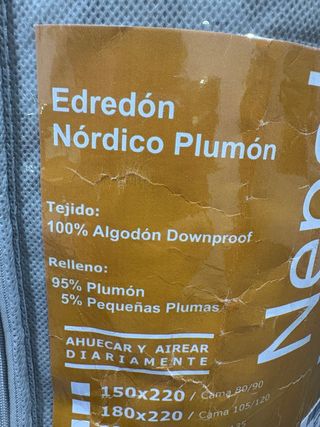 Edredón
Nórdico Plumón
Tejido:
100% Algodón Downproof
Relleno:
95% Plumón
5% Pequeñas Plumas
AHUECAR Y AIREAR
DIARIAMENTE
150x220 / Cama 80/90
180x220 / Cama 105/120